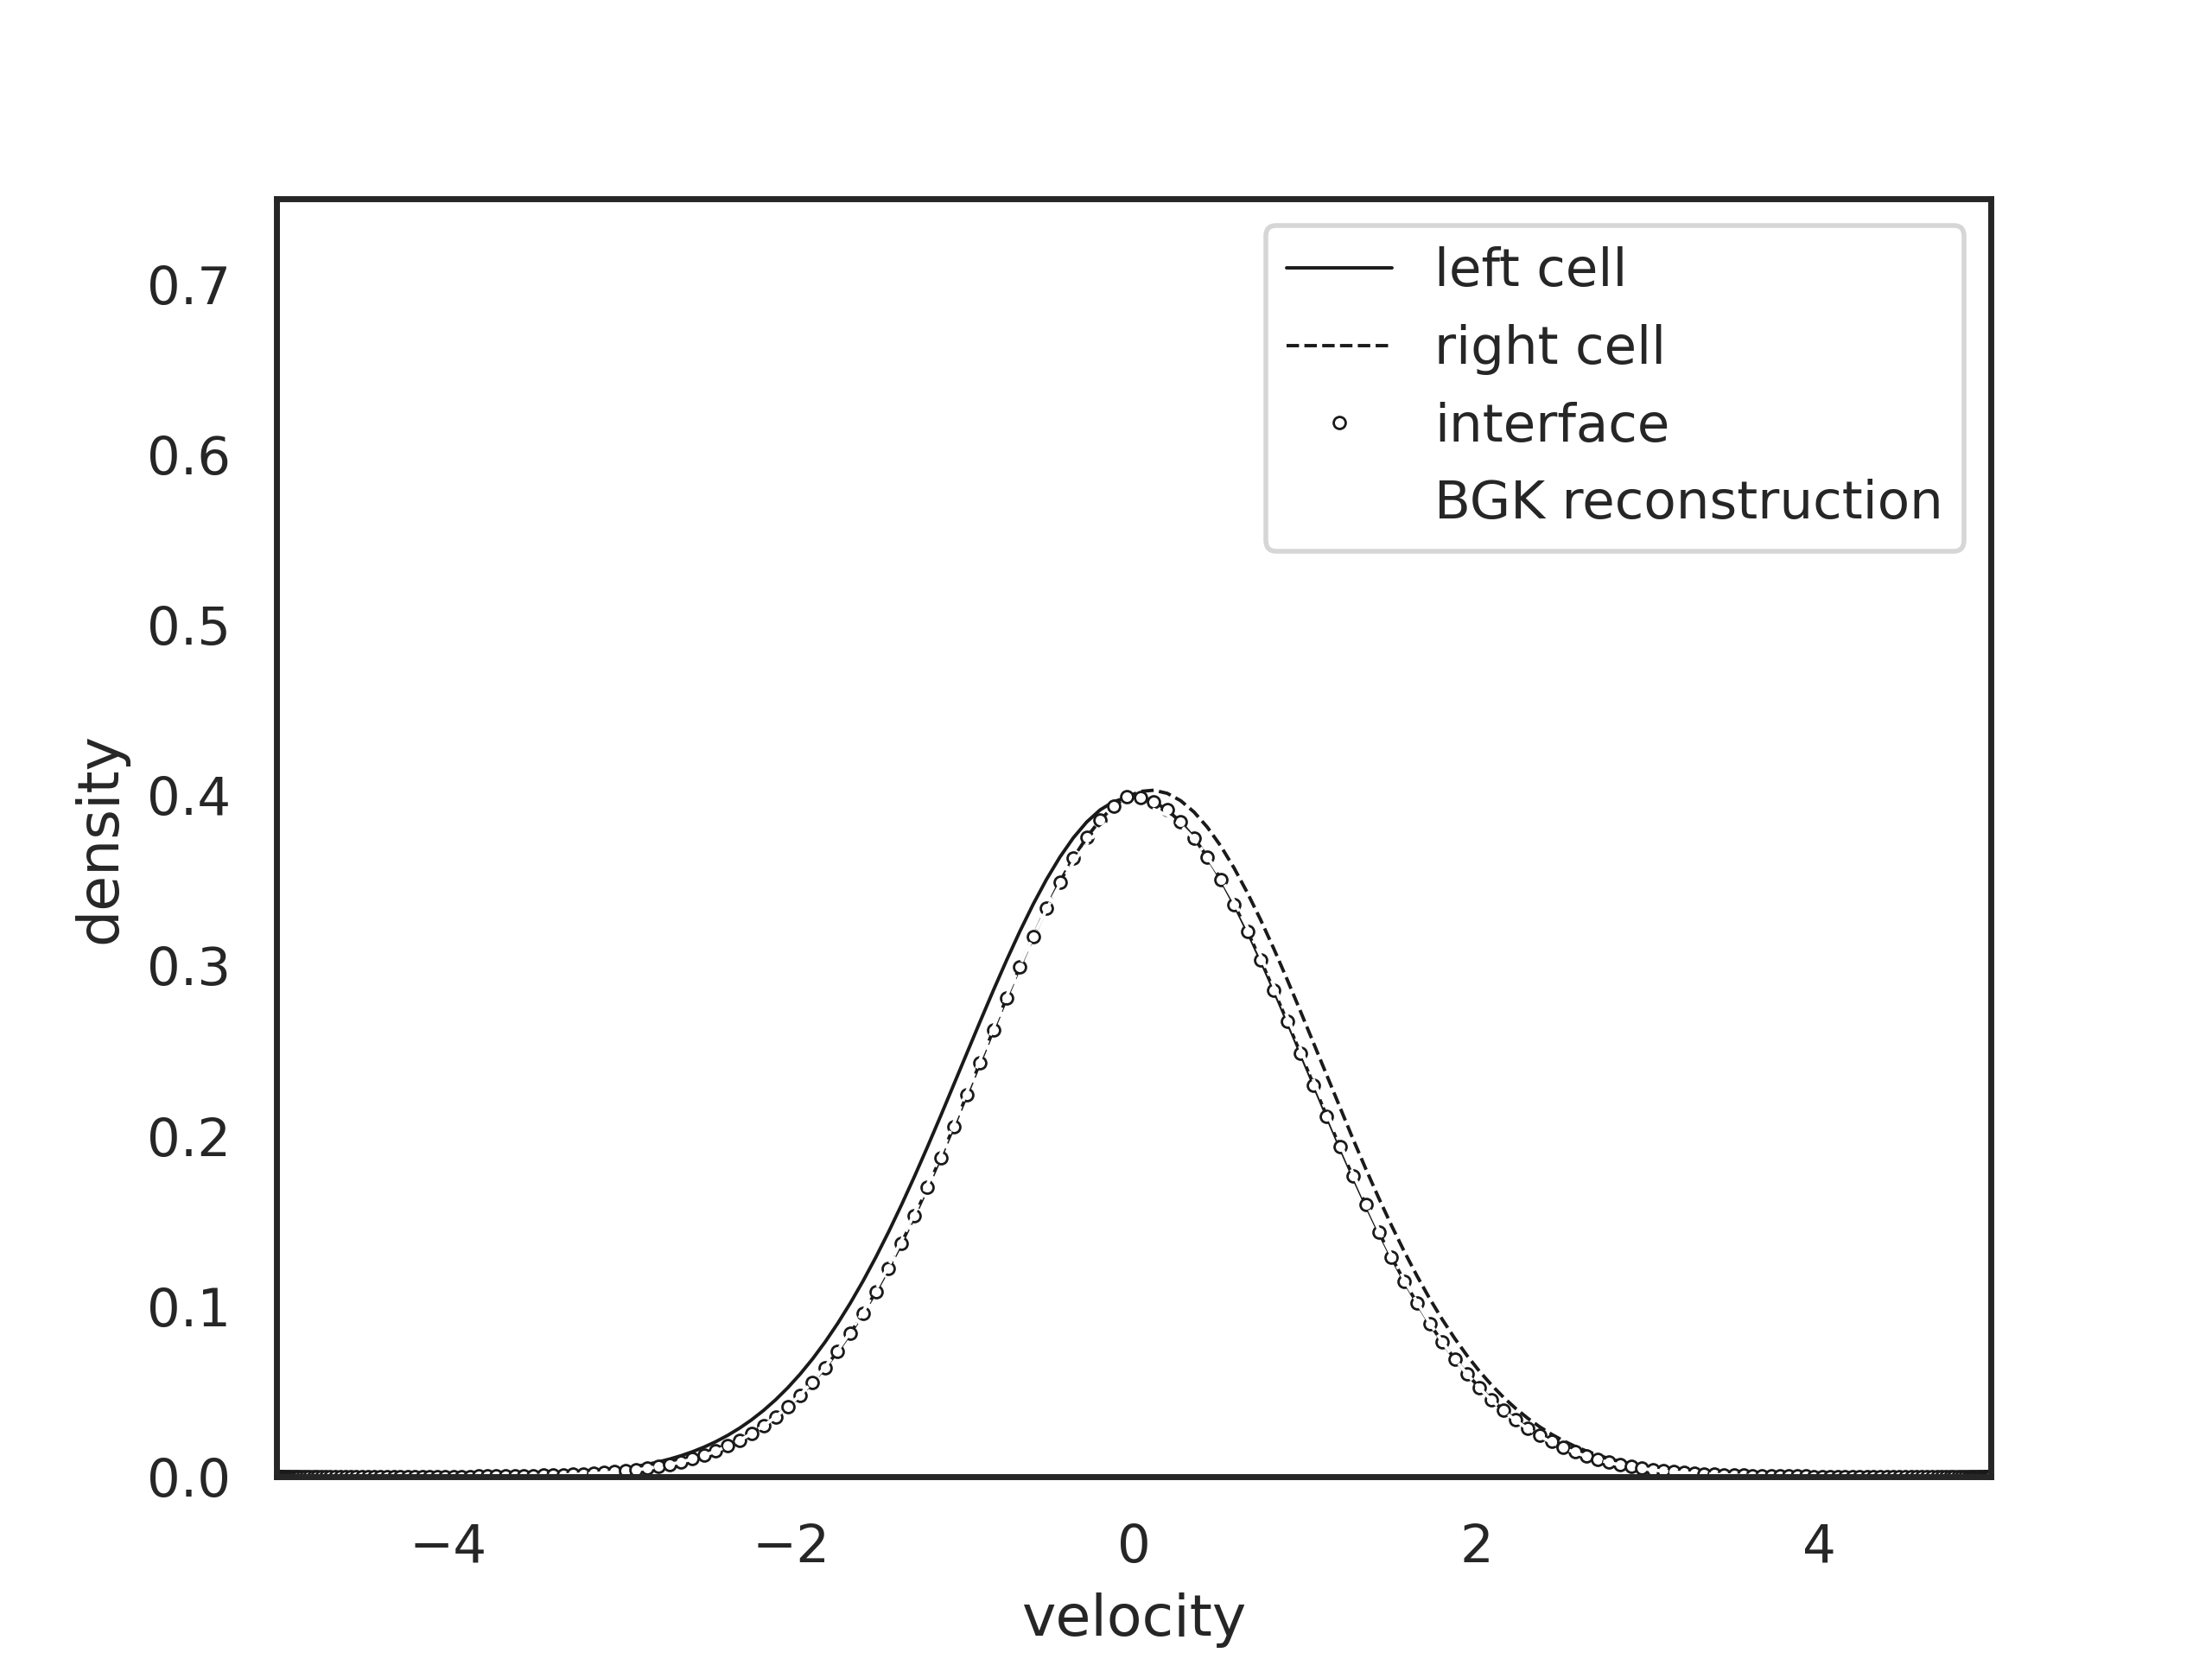 left cell
right cell
interface
BGK reconstruction
density
0.7
0.6
0.5
0.4
0.3
0.2
0.1
0.0
−4
−2
0
2
4
velocity